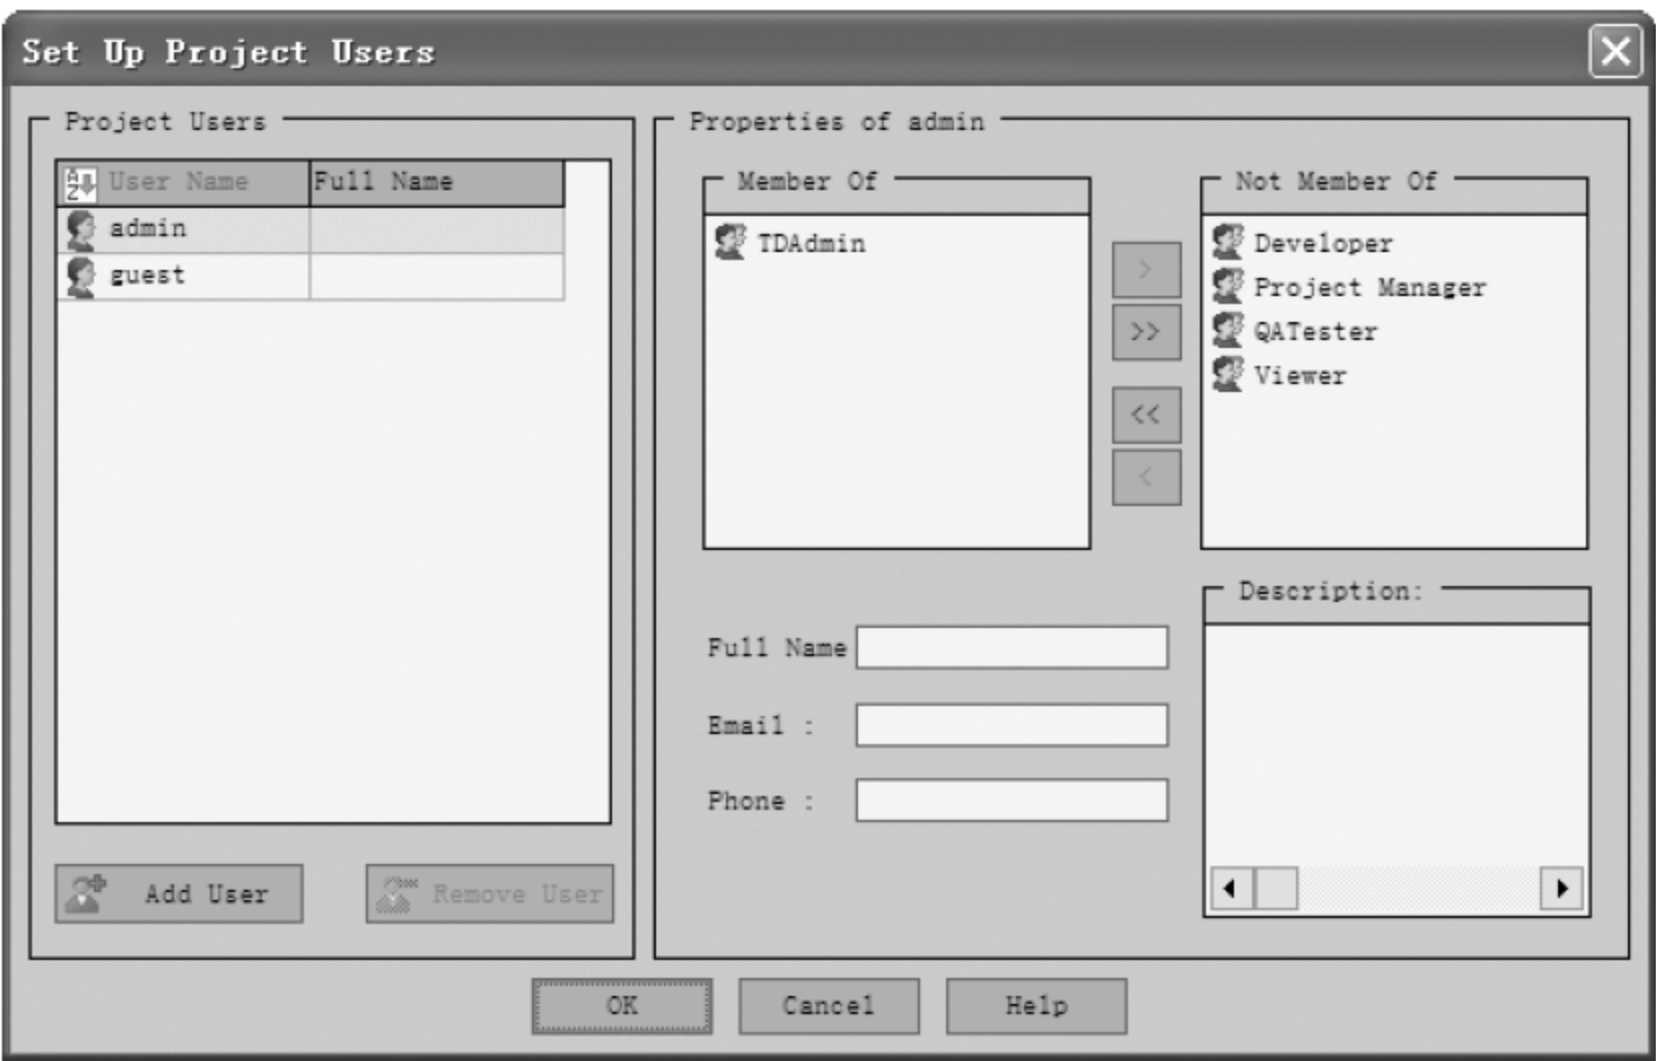 Set Up Project Users
Project Users
User Name Full Name
admin
guest
Add User Remove User
Properties of admin
Member Of
TDAdmin
>
>>
<<
<
Not Member Of
Developer
Project Manager
QATester
Viewer
Full Name
Email :
Phone :
Description:
OK Cancel Help